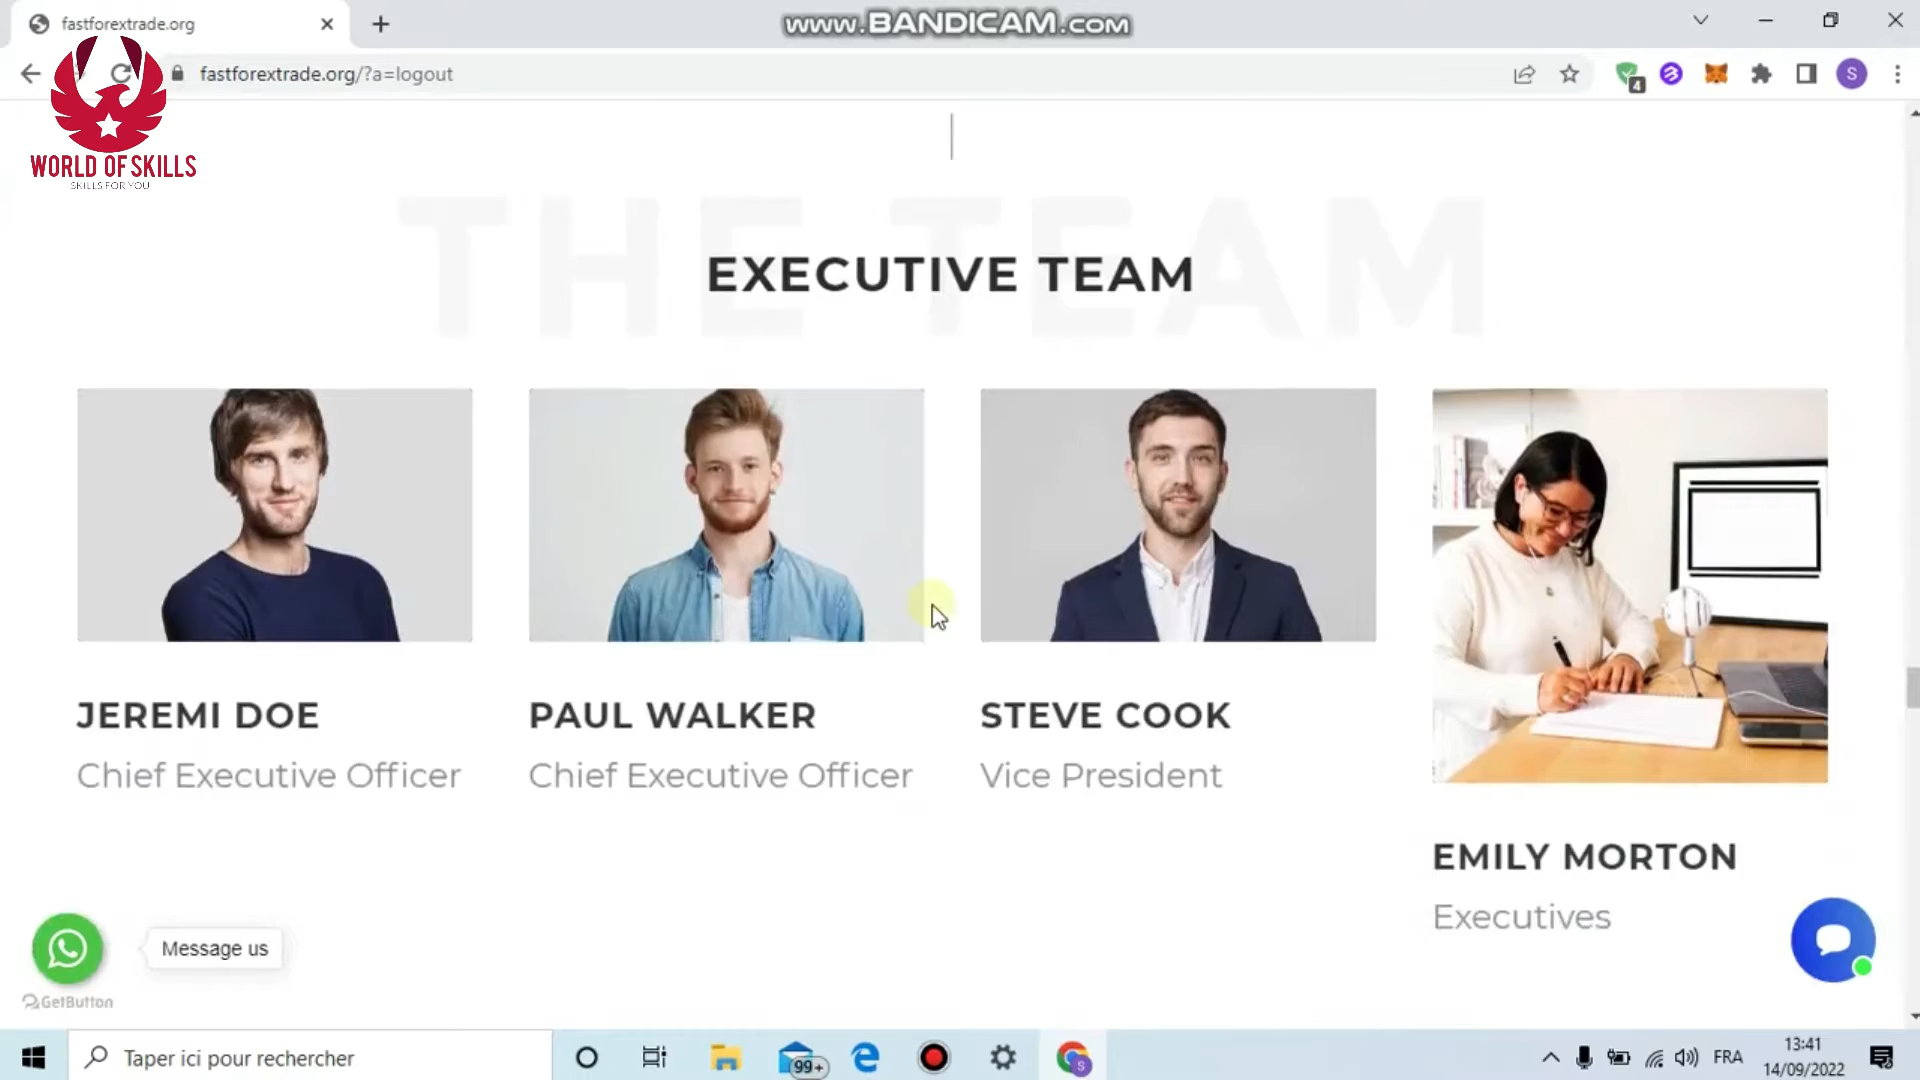 fastforextrade.org
www.BANDICAM.com
fastforextrade.org/?a=logout
4
S
WORLD OF SKILLS
SKILLS FOR YOU
THE TEAM
EXECUTIVE TEAM
JEREMI DOE
Chief Executive Officer
PAUL WALKER
Chief Executive Officer
STEVE COOK
Vice President
EMILY MORTON
Executives
Message us
GetButton
Taper ici pour rechercher
99+
S
FRA
13:41
14/09/2022